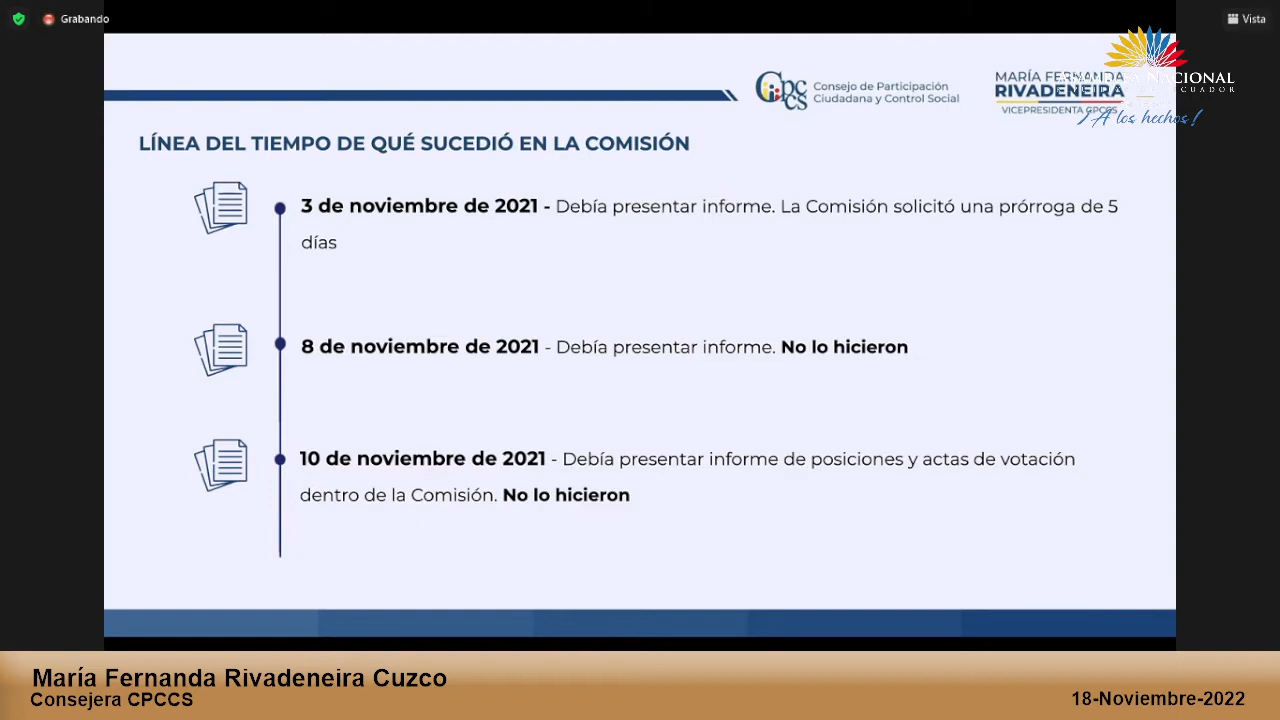 Grabando
Vista
Cpccs
Consejo de Participación
Ciudadana y Control Social
MARÍA FERNANDA
RIVADENEIRA
VICEPRESIDENTA CPCCS
NACIONAL
¡A los hechos!
LÍNEA DEL TIEMPO DE QUÉ SUCEDIÓ EN LA COMISIÓN
3 de noviembre de 2021 - Debía presentar informe. La Comisión solicitó una prórroga de 5
días
8 de noviembre de 2021 - Debía presentar informe. No lo hicieron
10 de noviembre de 2021 - Debía presentar informe de posiciones y actas de votación
dentro de la Comisión. No lo hicieron
María Fernanda Rivadeneira Cuzco
Consejera CPCCS
18-Noviembre-2022